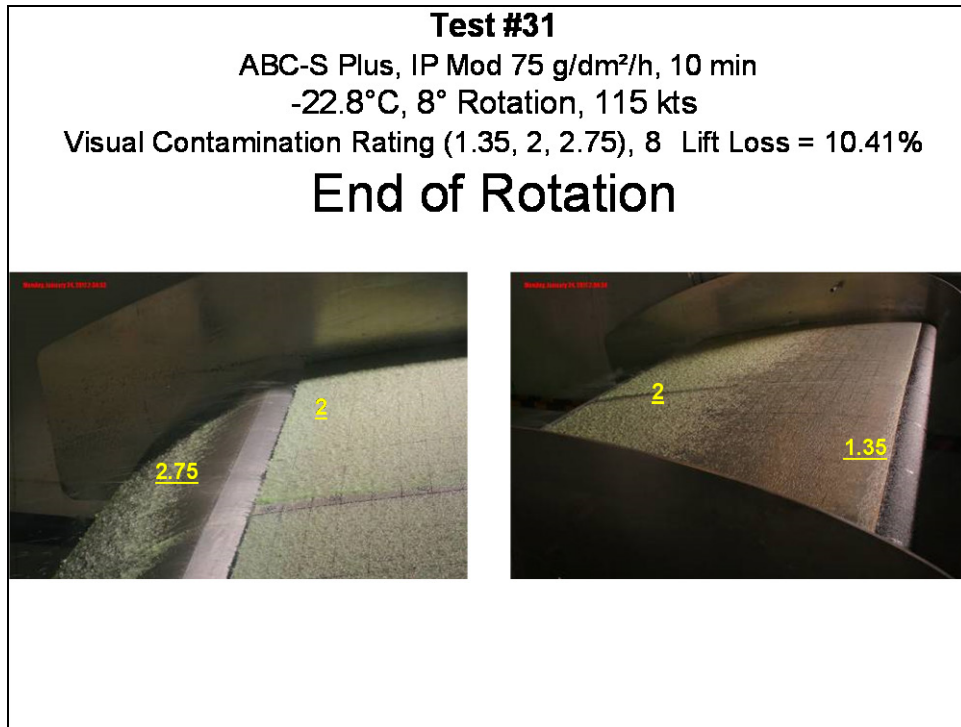 Test #31
ABC-S Plus, IP Mod 75 g/dm²/h, 10 min
-22.8°C, 8° Rotation, 115 kts
Visual Contamination Rating (1.35, 2, 2.75), 8 Lift Loss = 10.41%
End of Rotation
2
2.75
2
1.35